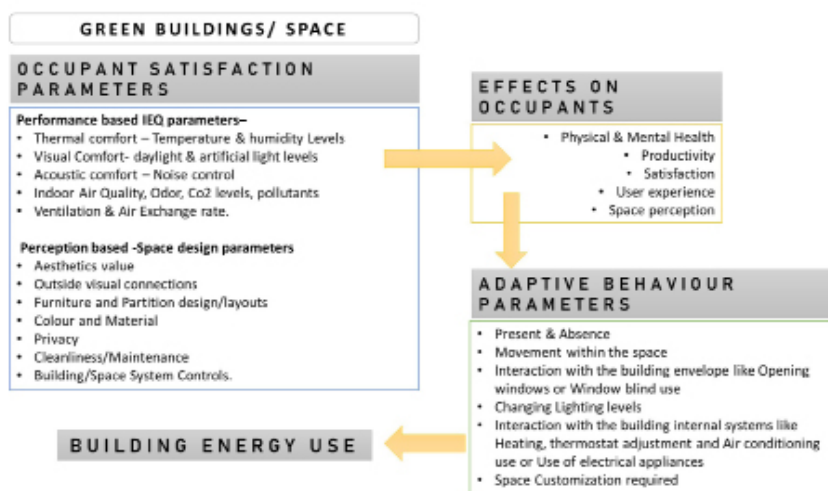 GREEN BUILDINGS/ SPACE
OCCUPANT SATISFACTION
PARAMETERS
Performance based IEQ parameters–
• Thermal comfort – Temperature & humidity Levels
• Visual Comfort- daylight & artificial light levels
• Acoustic comfort – Noise control
• Indoor Air Quality, Odor, Co2 levels, pollutants
• Ventilation & Air Exchange rate.
Perception based -Space design parameters
• Aesthetics value
• Outside visual connections
• Furniture and Partition design/layouts
• Colour and Material
• Privacy
• Cleanliness/Maintenance
• Building/Space System Controls.
EFFECTS ON
OCCUPANTS
• Physical & Mental Health
• Productivity
• Satisfaction
• User experience
• Space perception
ADAPTIVE BEHAVIOUR
PARAMETERS
• Present & Absence
• Movement within the space
• Interaction with the building envelope like Opening
windows or Window blind use
• Changing Lighting levels
• Interaction with the building internal systems like
Heating, thermostat adjustment and Air conditioning
use or Use of electrical appliances
• Space Customization required
BUILDING ENERGY USE